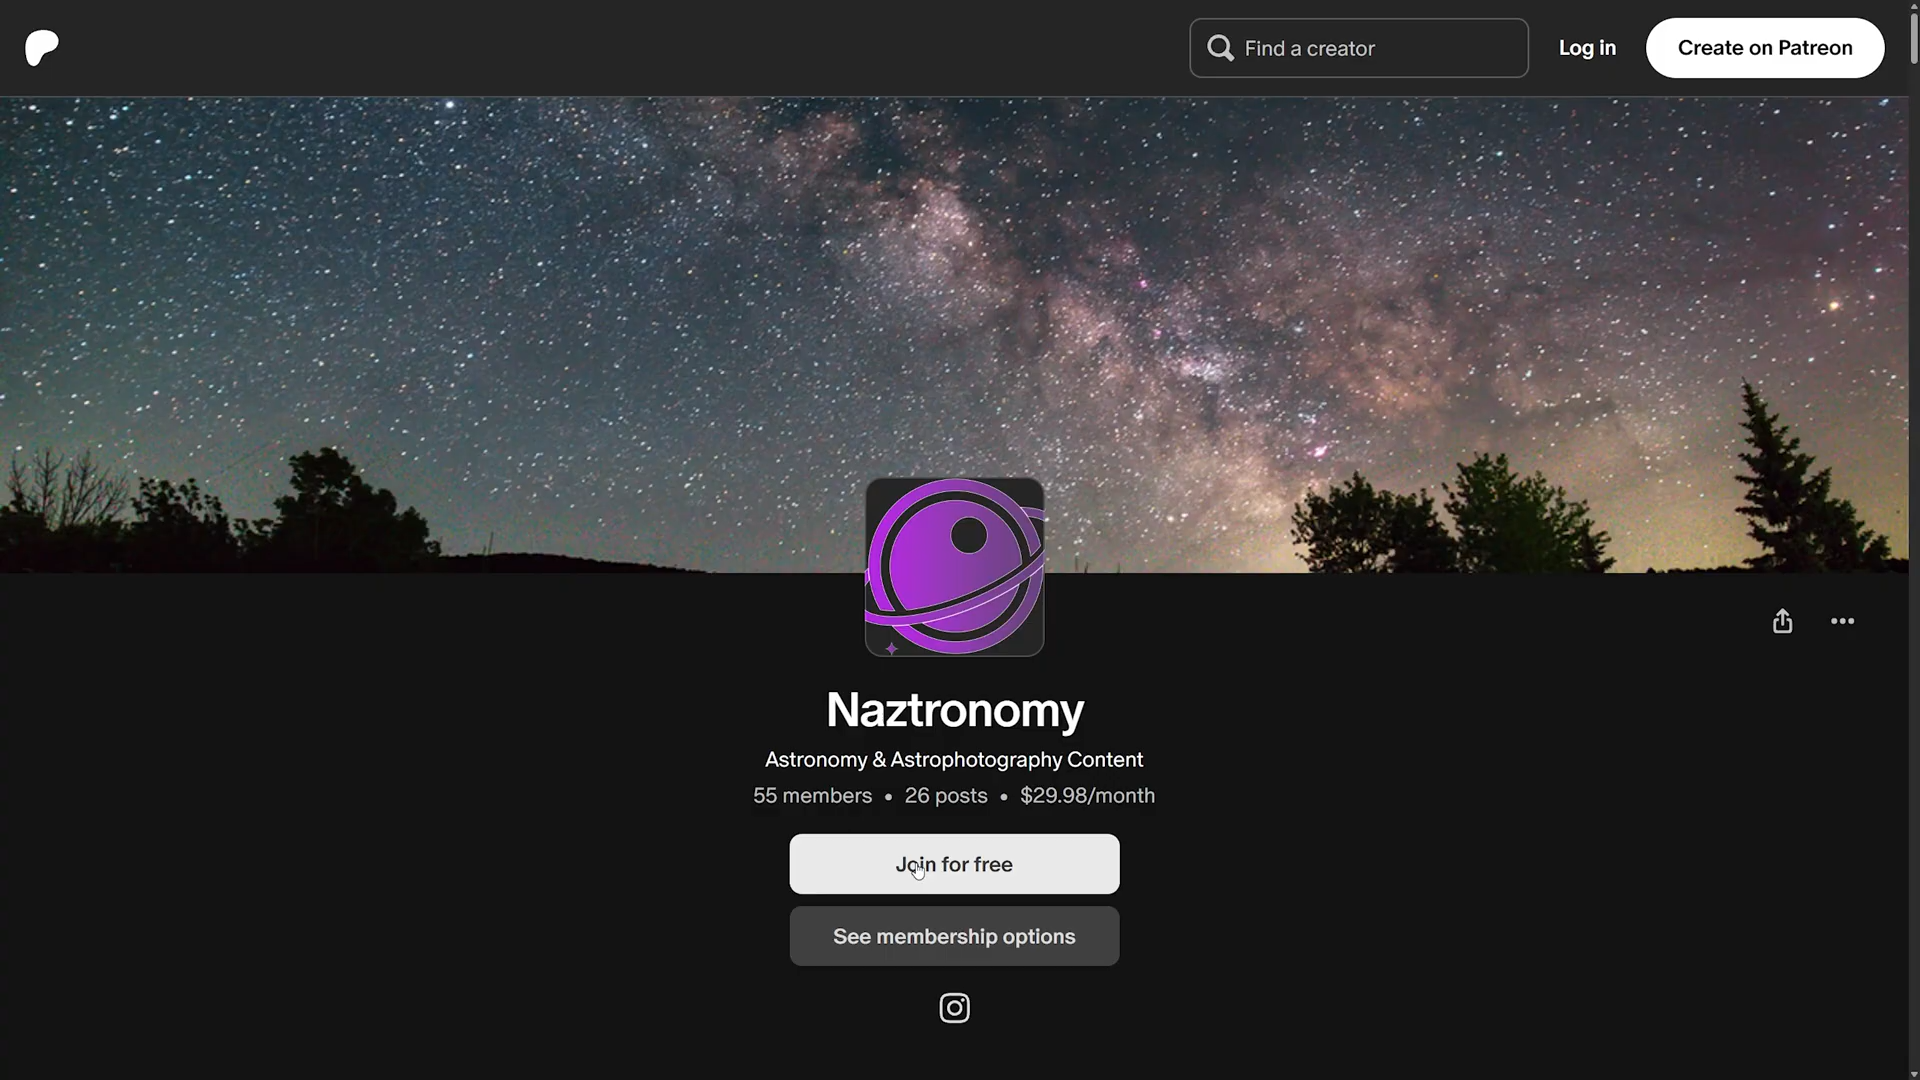 Find a creator
Log in
Create on Patreon
Naztronomy
Astronomy & Astrophotography Content
55 members • 26 posts • $29.98/month
Join for free
See membership options